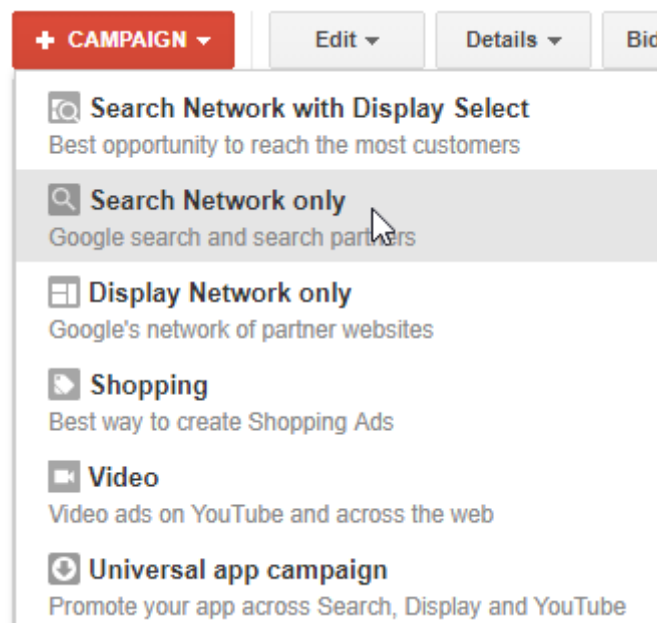 + CAMPAIGN
Edit
Details
Search Network with Display Select
Best opportunity to reach the most customers
Search Network only
Google search and search partners
Display Network only
Google's network of partner websites
Shopping
Best way to create Shopping Ads
Video
Video ads on YouTube and across the web
Universal app campaign
Promote your app across Search, Display and YouTube